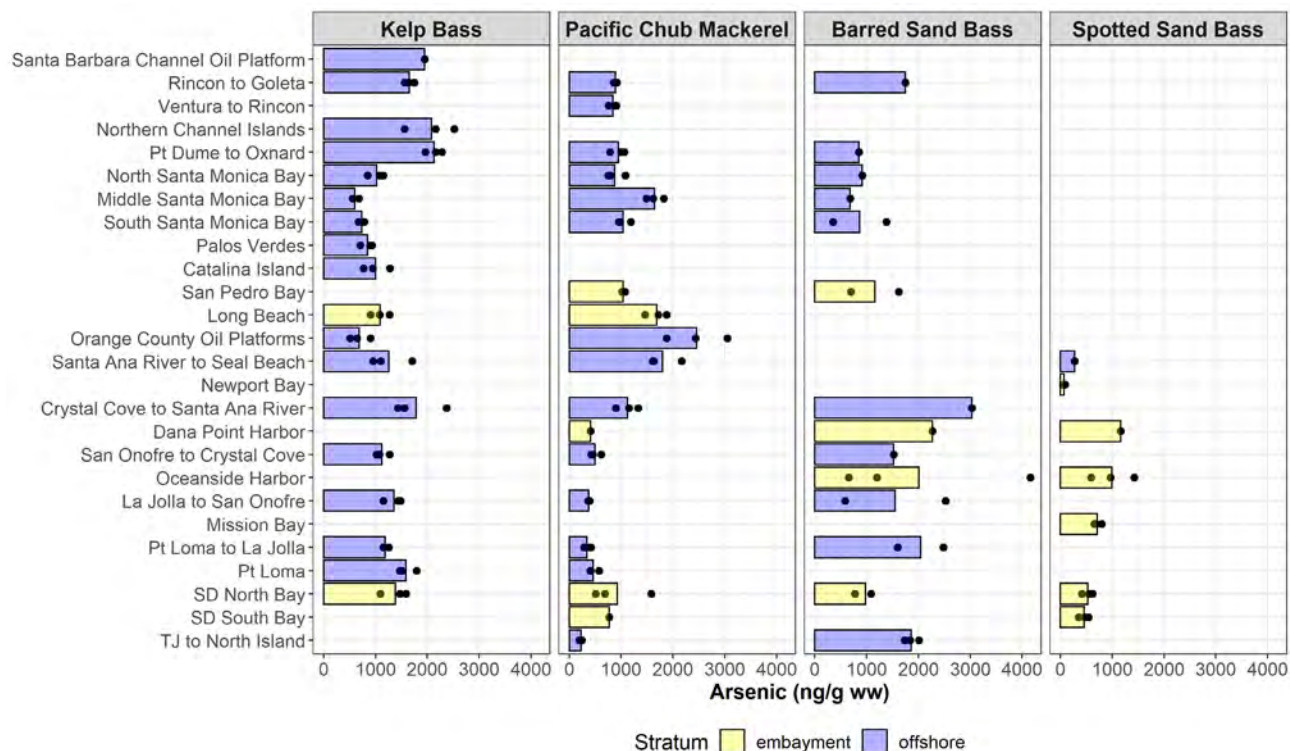 Kelp Bass
Pacific Chub Mackerel
Barred Sand Bass
Spotted Sand Bass
Santa Barbara Channel Oil Platform
Rincon to Goleta
Ventura to Rincon
Northern Channel Islands
Pt Dume to Oxnard
North Santa Monica Bay
Middle Santa Monica Bay
South Santa Monica Bay
Palos Verdes
Catalina Island
San Pedro Bay
Long Beach
Orange County Oil Platforms
Santa Ana River to Seal Beach
Newport Bay
Crystal Cove to Santa Ana River
Dana Point Harbor
San Onofre to Crystal Cove
Oceanside Harbor
La Jolla to San Onofre
Mission Bay
Pt Loma to La Jolla
Pt Loma
SD North Bay
SD South Bay
TJ to North Island
0 1000 2000 3000 4000 0 1000 2000 3000 4000 0 1000 2000 3000 4000 0 1000 2000 3000 4000
Arsenic (ng/g ww)
Stratum embayment offshore